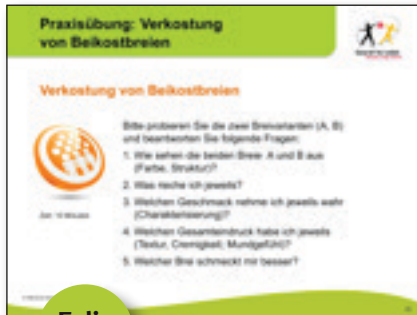 Praxisübung: Verkostung
von Beikostbreien
Verkostung von Beikostbreien
Bitte probieren Sie die zwei Breivarianten (A, B)
und beantworten Sie folgende Fragen:
1. Wie sehen die beiden Breie A und B aus
(Farbe, Struktur)?
2. Was rieche ich jeweils?
3. Welchen Geschmack nehme ich jeweils wahr
(Charakterisierung)?
4. Welchen Gesamteindruck habe ich jeweils
(Textur, Cremigkeit, Mundgefühl)?
5. Welcher Brei schmeckt mir besser?
Zeit: 10 Minuten
Folie